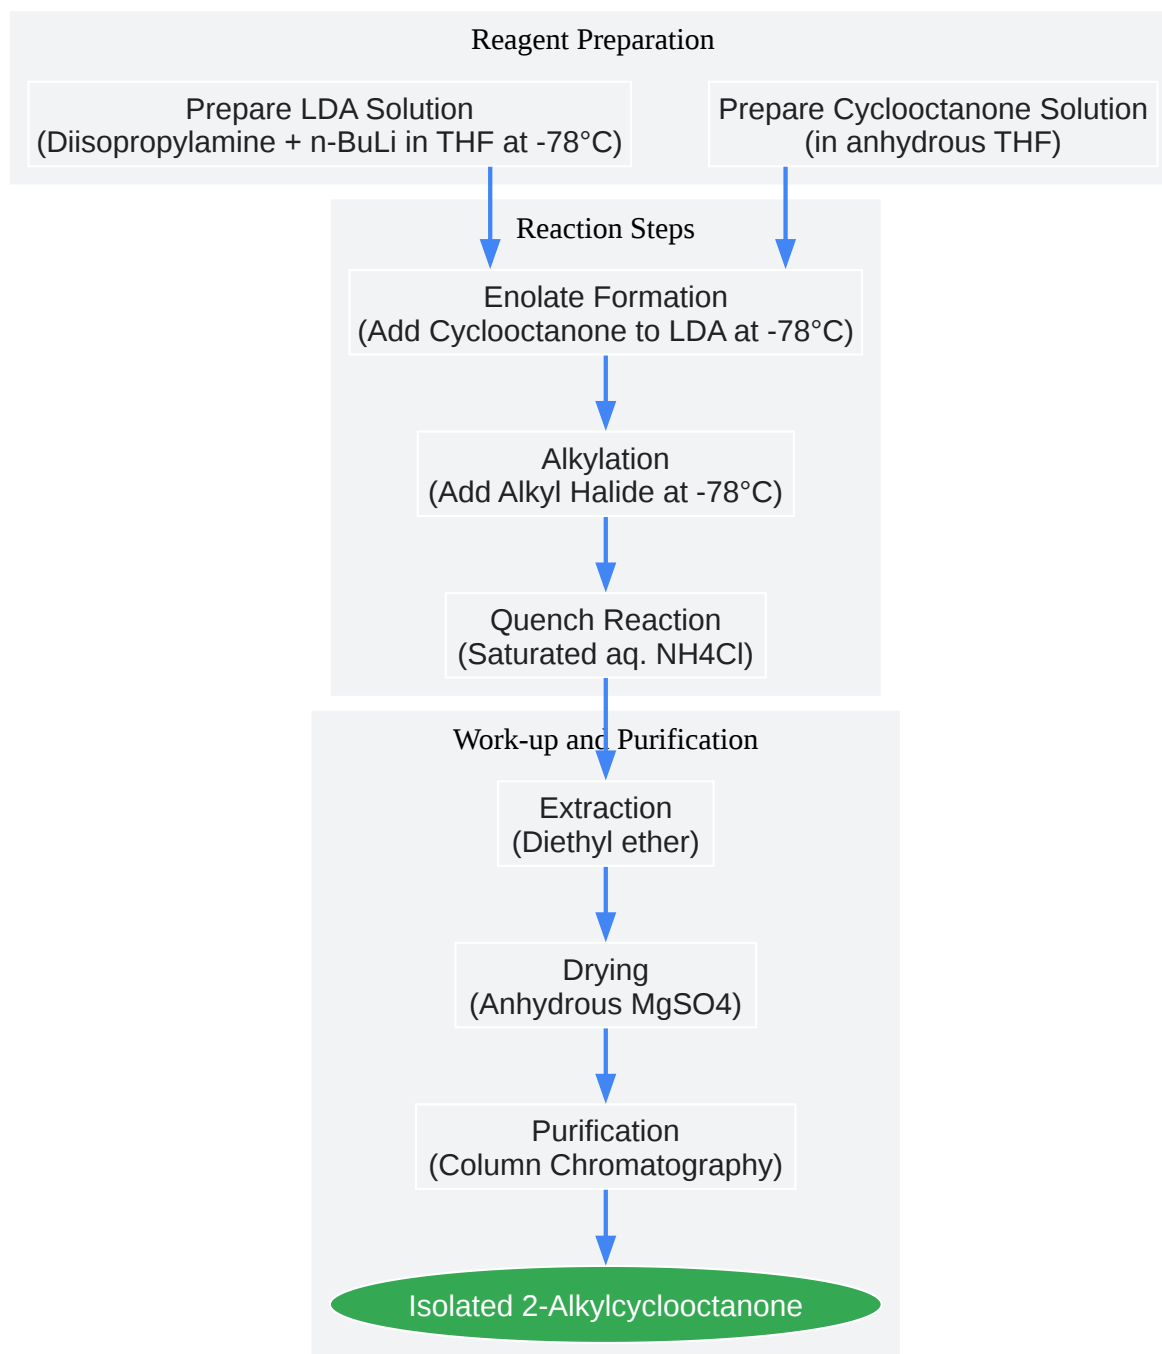 Reagent Preparation
Prepare LDA Solution
(Diisopropylamine + n-BuLi in THF at -78°C)
Prepare Cyclooctanone Solution
(in anhydrous THF)
Reaction Steps
Enolate Formation
(Add Cyclooctanone to LDA at -78°C)
Alkylation
(Add Alkyl Halide at -78°C)
Quench Reaction
(Saturated aq. NH4Cl)
Work-up and Purification
Extraction
(Diethyl ether)
Drying
(Anhydrous MgSO4)
Purification
(Column Chromatography)
Isolated 2-Alkylcyclooctanone